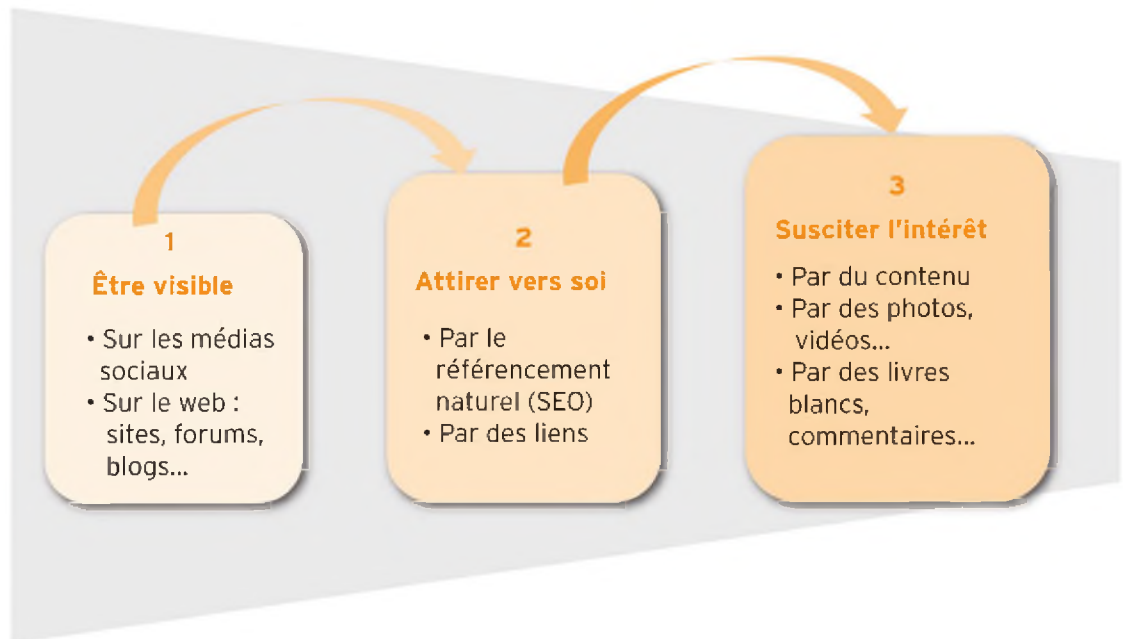 1
Être visible
• Sur les médias
sociaux
• Sur le web :
sites, forums,
blogs...
2
Attirer vers soi
• Par le
référencement
naturel (SEO)
• Par des liens
3
Susciter l'intérêt
• Par du contenu
• Par des photos,
vidéos...
• Par des livres
blancs,
commentaires...